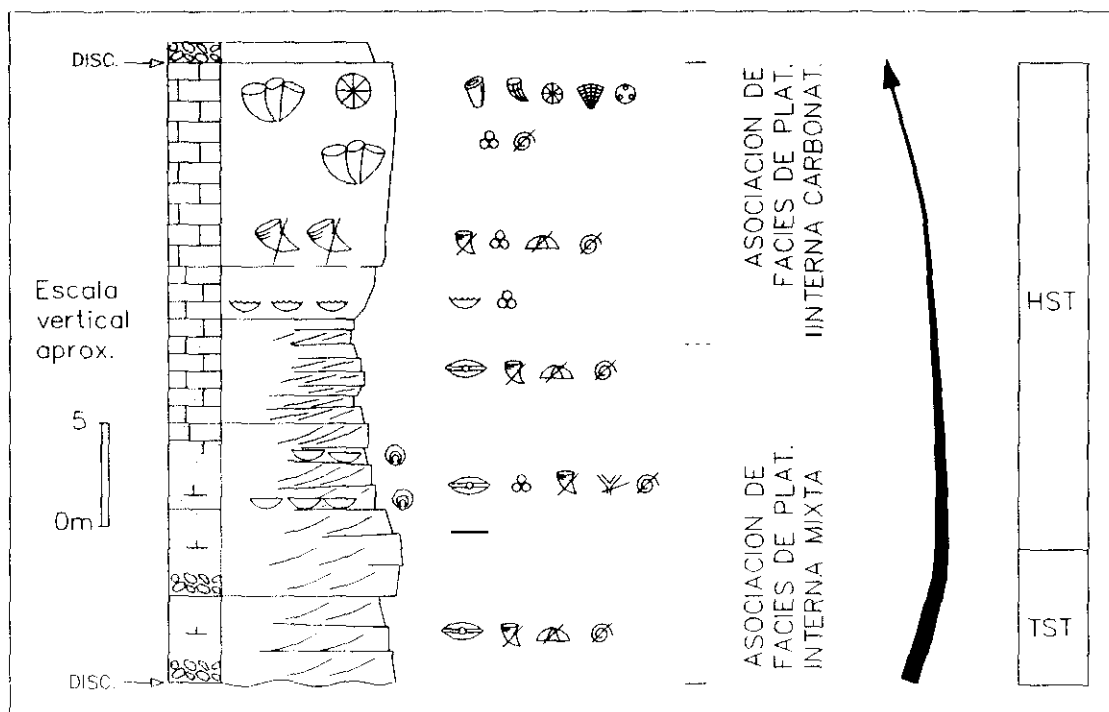 DISC.
Escala
vertical
aprox.
5
0m
DISC.
ASOCIACION DE
FACIES DE PLAT.
IINTERNA CARBONAT.
ASOCIACION DE
FACIES DE PLAT.
INTERNA MIXTA
HST
TST